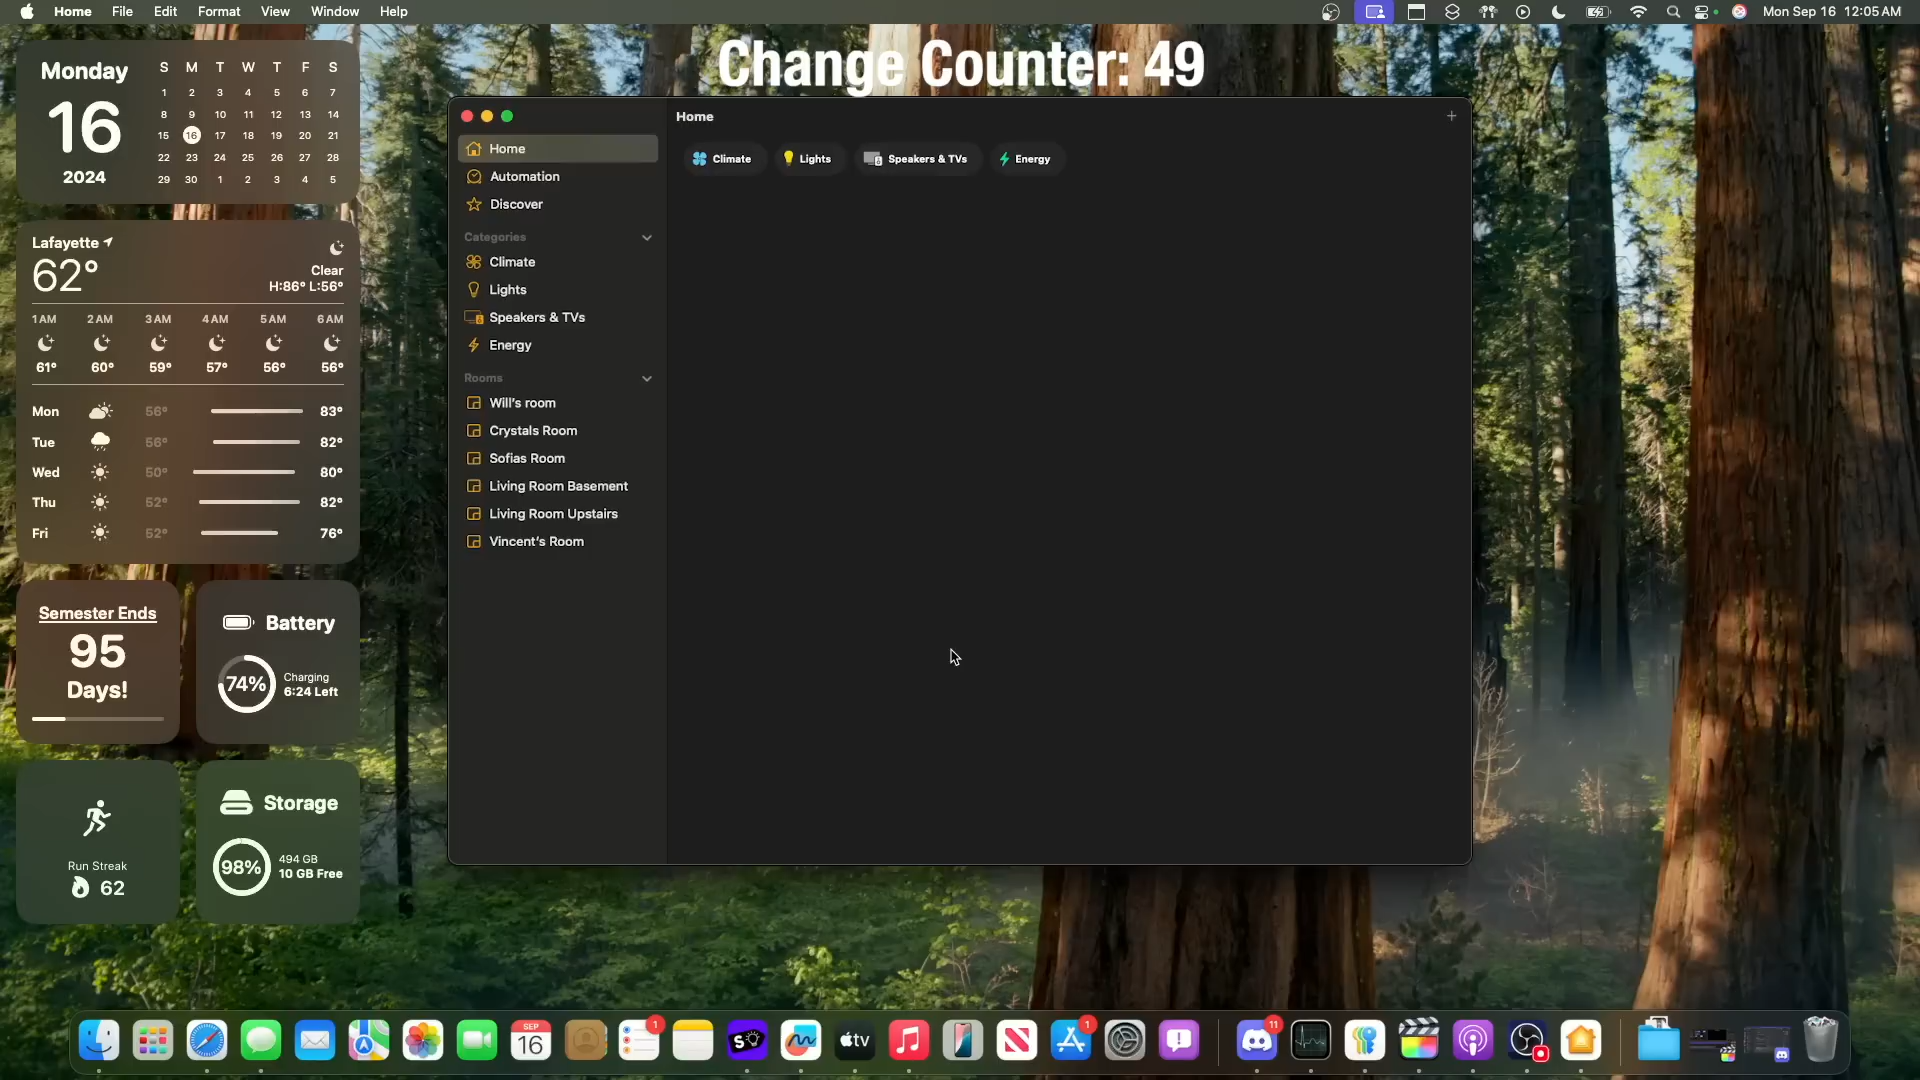 Home File Edit Format View Window Help
Mon Sep 16 12:05 AM
Change Counter: 49
Monday
16
2024
S M T W T F S
1 2 3 4 5 6 7
8 9 10 11 12 13 14
15 16 17 18 19 20 21
22 23 24 25 26 27 28
29 30 1 2 3 4 5
Lafayette
62°
Clear
H:86° L:56°
1 AM 2 AM 3 AM 4 AM 5 AM 6 AM
61° 60° 59° 57° 56° 56°
Mon 56° 83°
Tue 56° 82°
Wed 50° 80°
Thu 52° 82°
Fri 52° 76°
Semester Ends
95
Days!
Battery
74%
Charging
6:24 Left
Run Streak
62
Storage
98%
494 GB
10 GB Free
Home
Automation
Discover
Categories
Climate
Lights
Speakers & TVs
Energy
Rooms
Will's room
Crystals Room
Sofias Room
Living Room Basement
Living Room Upstairs
Vincent's Room
Home
Climate Lights Speakers & TVs Energy
SEP
16
1
tv
1
11